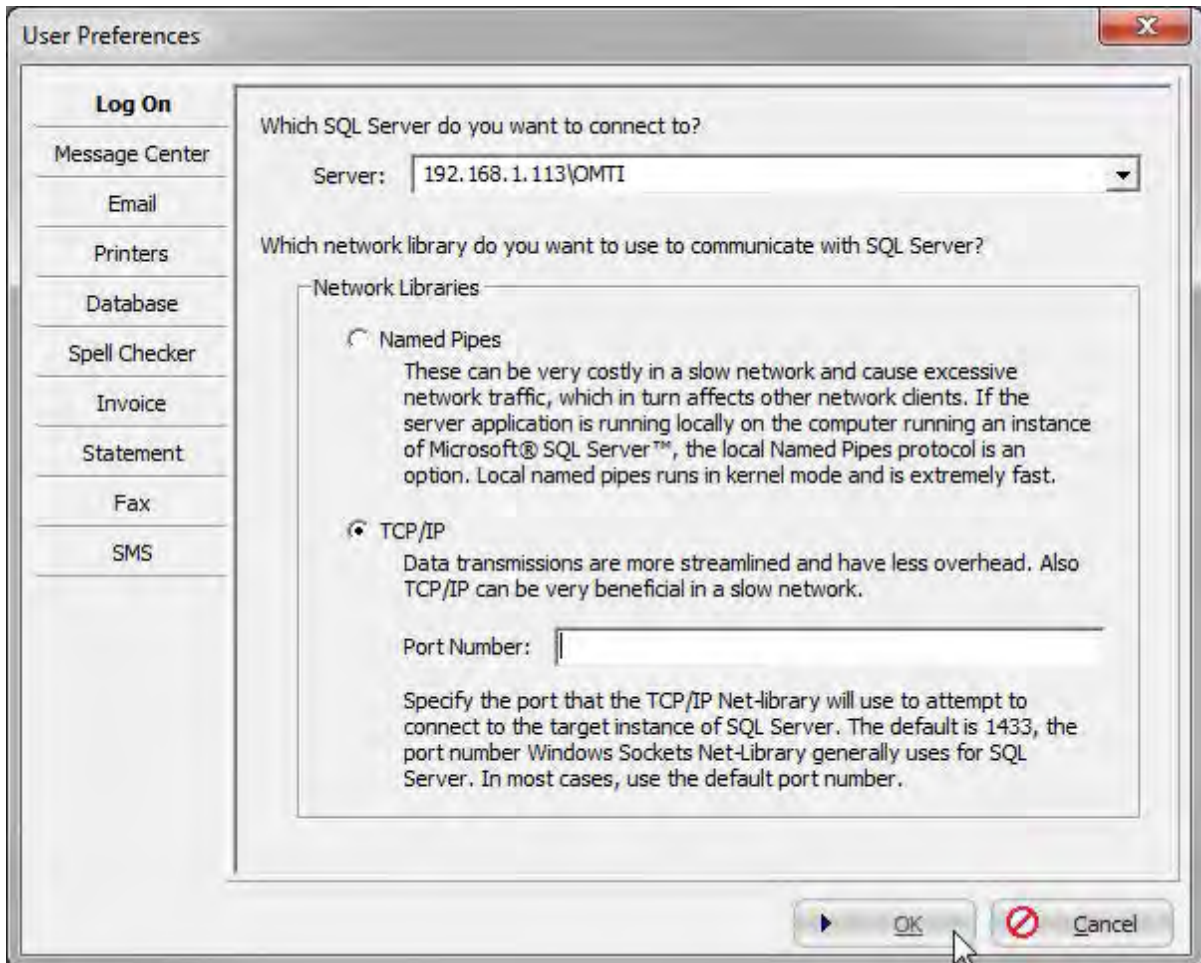 User Preferences
Log On
Message Center
Email
Printers
Database
Spell Checker
Invoice
Statement
Fax
SMS
Which SQL Server do you want to connect to?
Server: 192.168.1.113\OMTI
Which network library do you want to use to communicate with SQL Server?
Network Libraries
Named Pipes
These can be very costly in a slow network and cause excessive
network traffic, which in turn affects other network clients. If the
server application is running locally on the computer running an instance
of Microsoft® SQL Server™, the local Named Pipes protocol is an
option. Local named pipes runs in kernel mode and is extremely fast.
TCP/IP
Data transmissions are more streamlined and have less overhead. Also
TCP/IP can be very beneficial in a slow network.
Port Number:
Specify the port that the TCP/IP Net-library will use to attempt to
connect to the target instance of SQL Server. The default is 1433, the
port number Windows Sockets Net-Library generally uses for SQL
Server. In most cases, use the default port number.
OK
Cancel